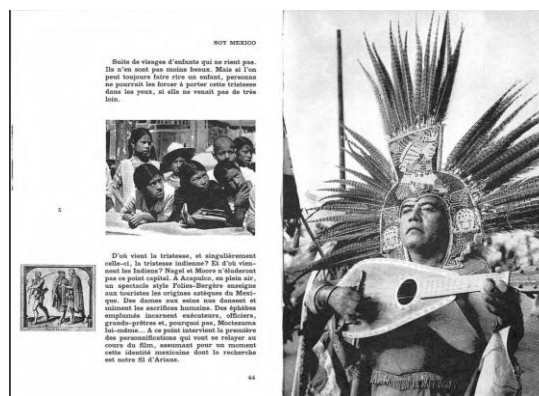 SOY MEXICO
Suite de visages d'enfants qui ne rient pas.
Ils n'en sont pas moins beaux. Mais si l'on
peut toujours faire rire un enfant, personne
ne pourrait les forcer à porter cette tristesse
dans les yeux, si elle ne venait pas de très
loin.
D'où vient la tristesse, et singulièrement
celle-ci, la tristesse indienne? Et d'où vien-
nent les Indiens? Nagel et Moore n'éluderont
pas ce point capital. A Acapulco, en plein air,
un spectacle style Folies-Bergère enseigne
aux touristes les origines aztèques du Mexi-
que. Des dames aux seins nus dansent et
miment les sacrifices humains. Des éphèbes
emplumés incarnent exécuteurs, officiers,
grands-prêtres et, pourquoi pas, Moctezuma
lui-même... A ce point intervient la première
des personnifications qui vont se relayer au
cours du film, assumant pour un moment
cette identité mexicaine dont la recherche
est notre fil d'Ariane.
44